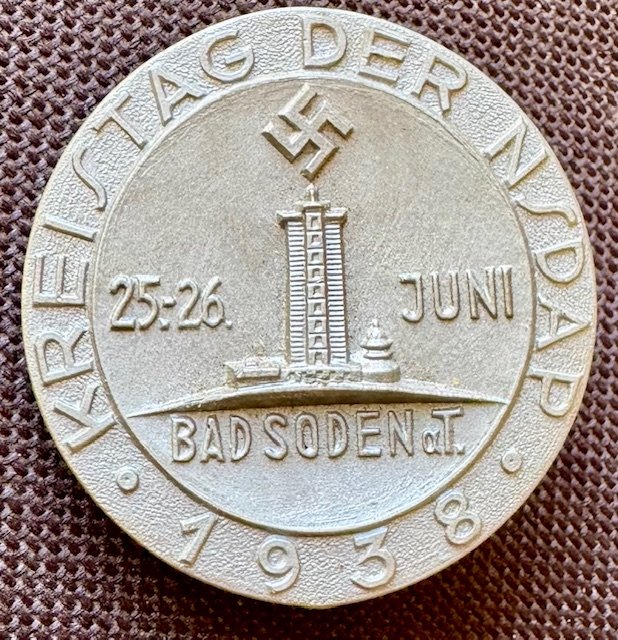 KREISTAG DER NSDAP
25.-26. JUNI
BAD SODEN a.T.
1938